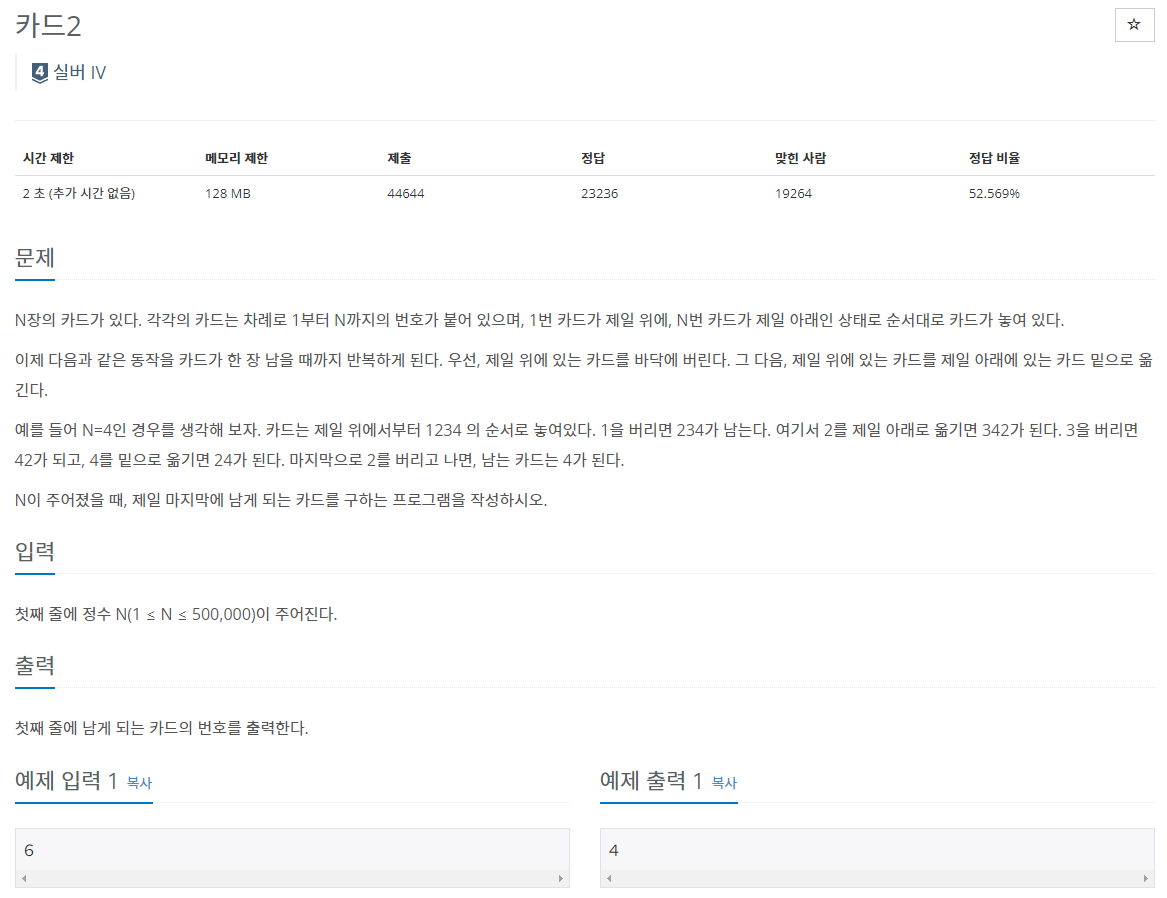 카드2
☆
4 실버 IV
시간 제한 메모리 제한 제출 정답 맞힌 사람 정답 비율
2 초 (추가 시간 없음) 128 MB 44644 23236 19264 52.569%
문제
N장의 카드가 있다. 각각의 카드는 차례로 1부터 N까지의 번호가 붙어 있으며, 1번 카드가 제일 위에, N번 카드가 제일 아래인 상태로 순서대로 카드가 놓여 있다.
이제 다음과 같은 동작을 카드가 한 장 남을 때까지 반복하게 된다. 우선, 제일 위에 있는 카드를 바닥에 버린다. 그 다음, 제일 위에 있는 카드를 제일 아래에 있는 카드 밑으로 옮
긴다.
예를 들어 N=4인 경우를 생각해 보자. 카드는 제일 위에서부터 1234 의 순서로 놓여있다. 1을 버리면 234가 남는다. 여기서 2를 제일 아래로 옮기면 342가 된다. 3을 버리면
42가 되고, 4를 밑으로 옮기면 24가 된다. 마지막으로 2를 버리고 나면, 남는 카드는 4가 된다.
N이 주어졌을 때, 제일 마지막에 남게 되는 카드를 구하는 프로그램을 작성하시오.
입력
첫째 줄에 정수 N(1 ≤ N ≤ 500,000)이 주어진다.
출력
첫째 줄에 남게 되는 카드의 번호를 출력한다.
예제 입력 1 복사 예제 출력 1 복사
6 4